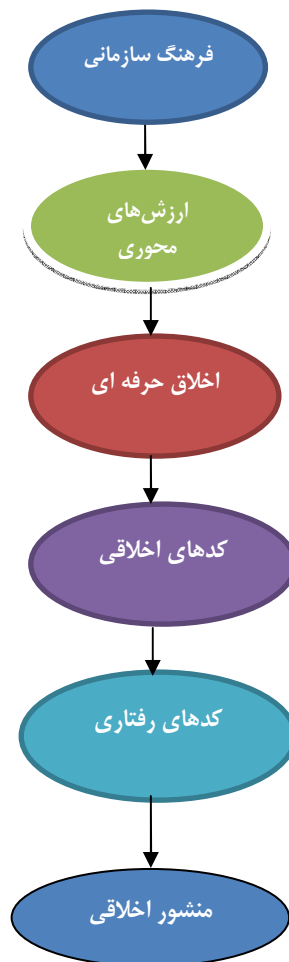 فرهنگ سازمانی
ارزش‌های
محوری
اخلاق حرفه ای
کدهای اخلاقی
کدهای رفتاری
منشور اخلاقی